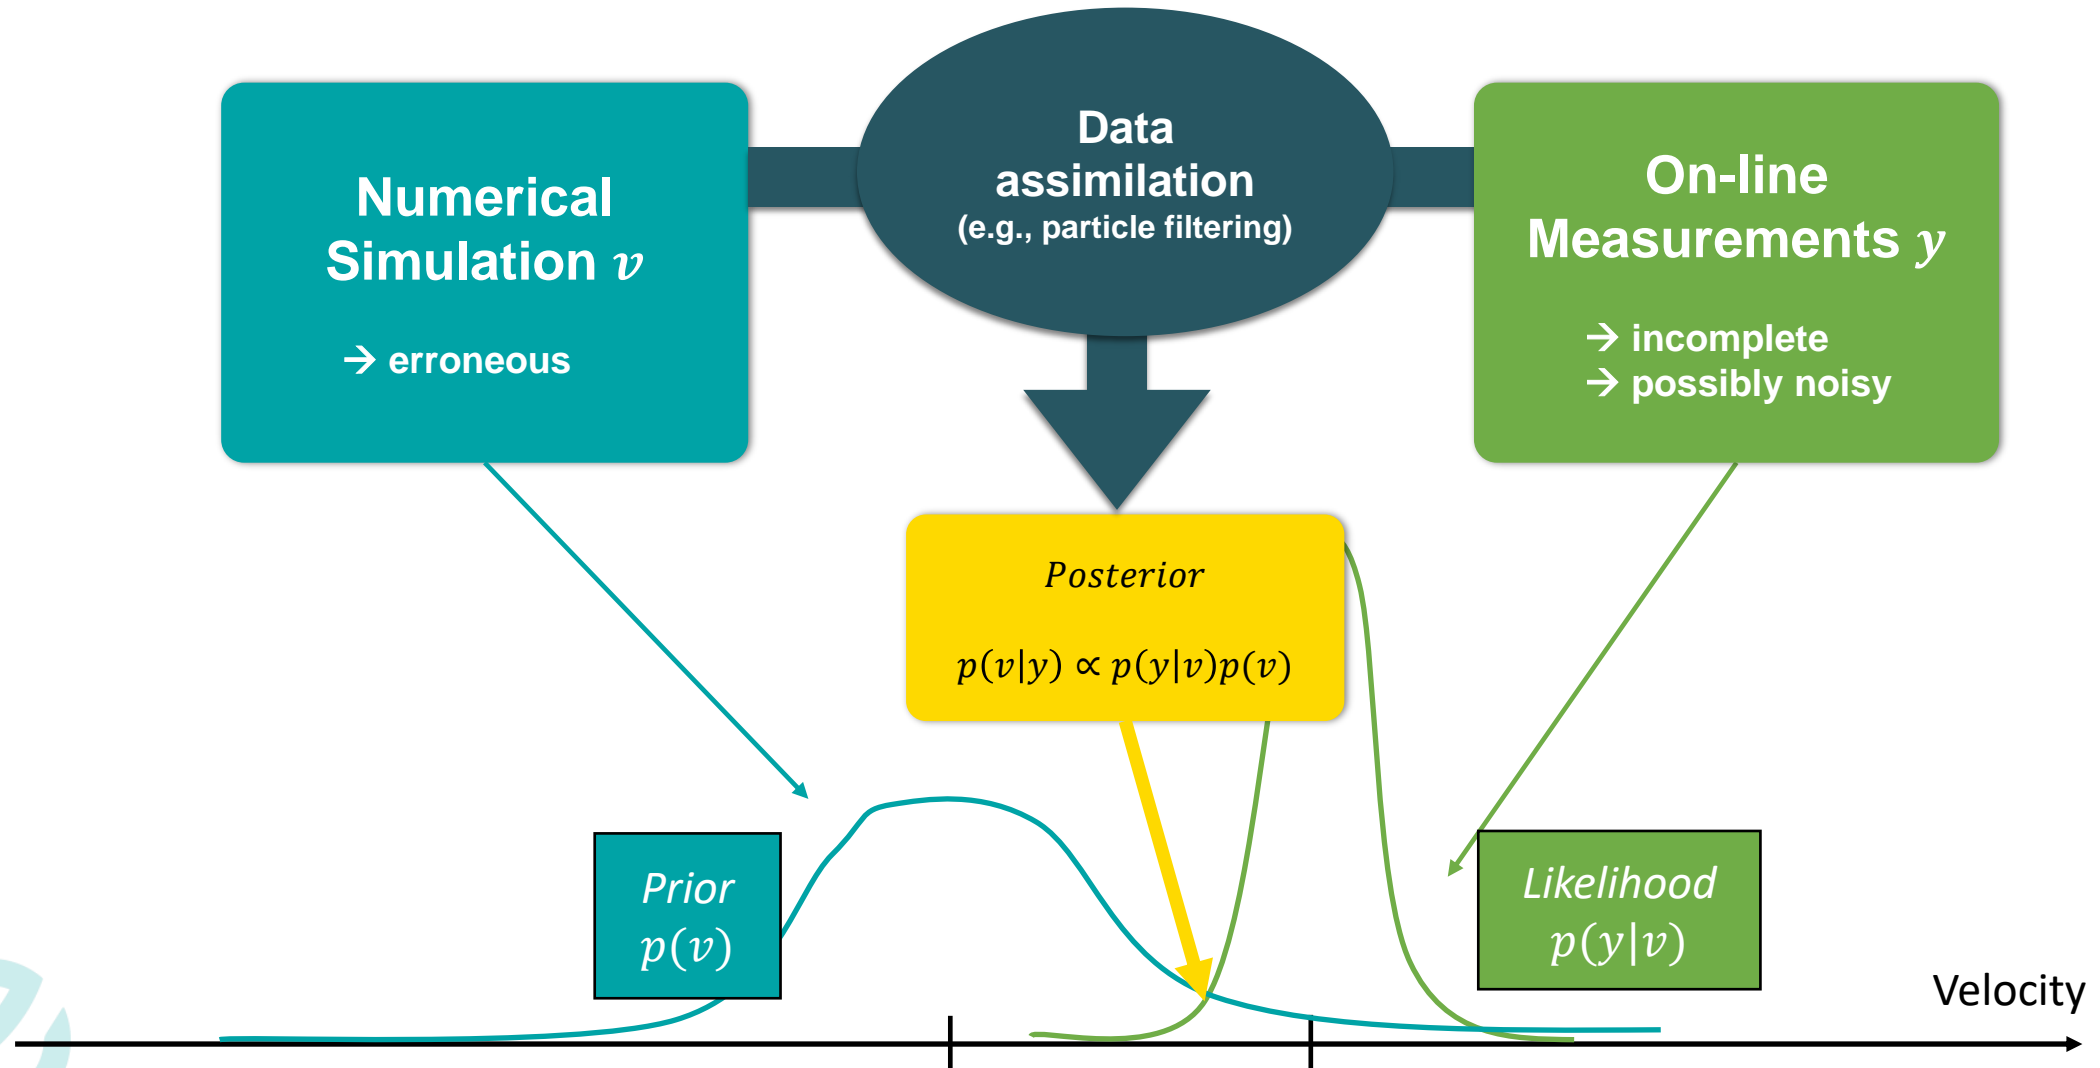 Numerical
Simulation 𝒗
→ erroneous
Data
assimilation
(e.g., particle filtering)
On-line
Measurements 𝒚
→ incomplete
→ possibly noisy
Posterior
p(v|y) ∝ p(y|v)p(v)
Prior
p(v)
Likelihood
p(y|v)
Velocity